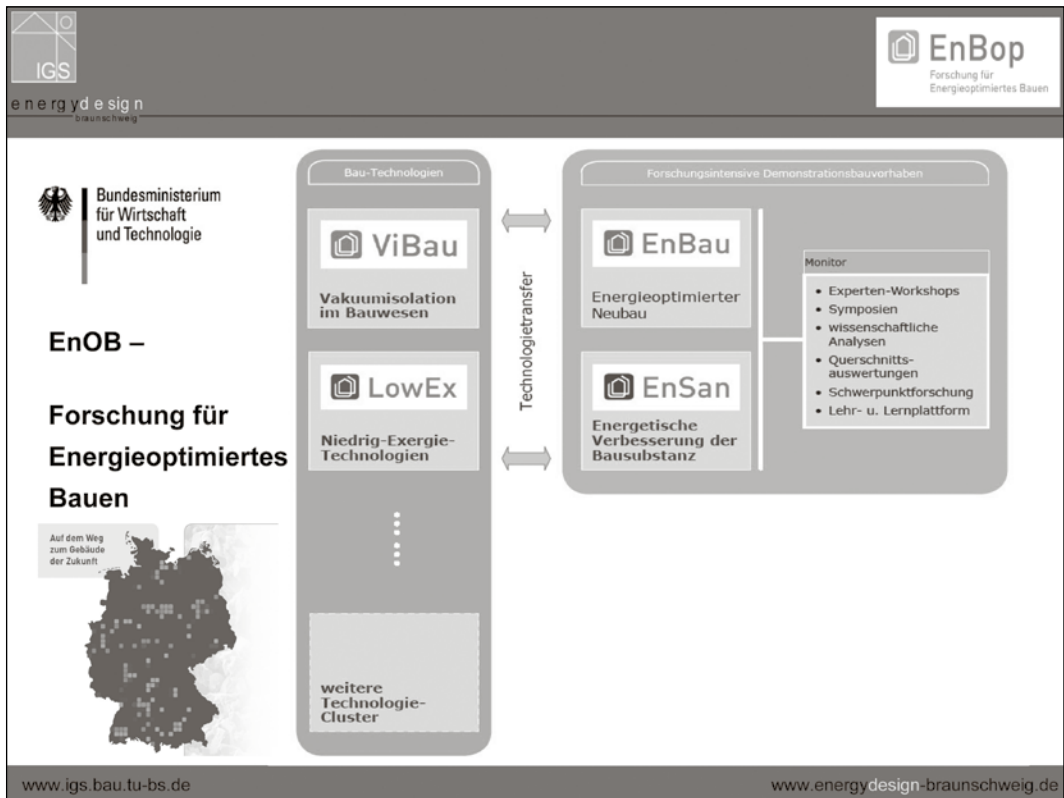 IGS
energydesign
braunschweig
EnBop
Forschung für
Energieoptimiertes Bauen
Bundesministerium
für Wirtschaft
und Technologie
EnOB –
Forschung für
Energieoptimiertes
Bauen
Auf dem Weg
zum Gebäude
der Zukunft
Bau-Technologien
ViBau
Vakuumisolation
im Bauwesen
LowEx
Niedrig-Exergie-
Technologien
weitere
Technologie-
Cluster
Technologietransfer
Forschungsintensive Demonstrationsbauvorhaben
EnBau
Energieoptimierter
Neubau
EnSan
Energetische
Verbesserung der
Bausubstanz
Monitor
• Experten-Workshops
• Symposien
• wissenschaftliche
Analysen
• Querschnitts-
auswertungen
• Schwerpunktforschung
• Lehr- u. Lernplattform
www.igs.bau.tu-bs.de
www.energydesign-braunschweig.de